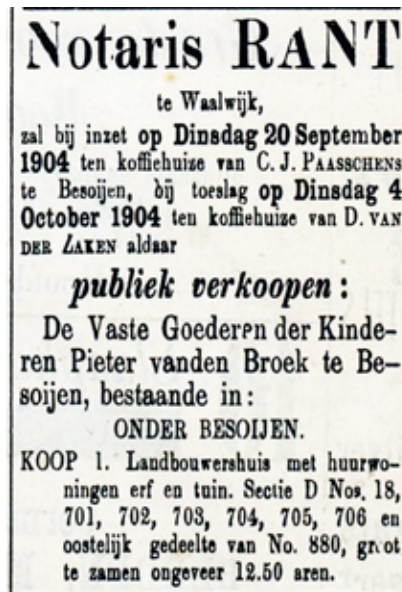 Notaris RANT
te Waalwijk,
zal bij inzet op Dinsdag 20 September
1904 ten koffiehuize van C. J. PAASSCHENS
te Besoijen, bij toeslag op Dinsdag 4
October 1904 ten koffiehuize van D. VAN
DER ZAKEN aldaar
publiek verkoopen:
De Vaste Goederen der Kinde-
ren Pieter vanden Broek te Be-
soijen, bestaande in:
ONDER BESOIJEN.
KOOP 1. Landbouwershuis met huurwo-
ningen erf en tuin. Sectie D Nos. 18,
701, 702, 703, 704, 705, 706 en
oostelijk gedeelte van No. 880, groot
te zamen ongeveer 12.50 aren.